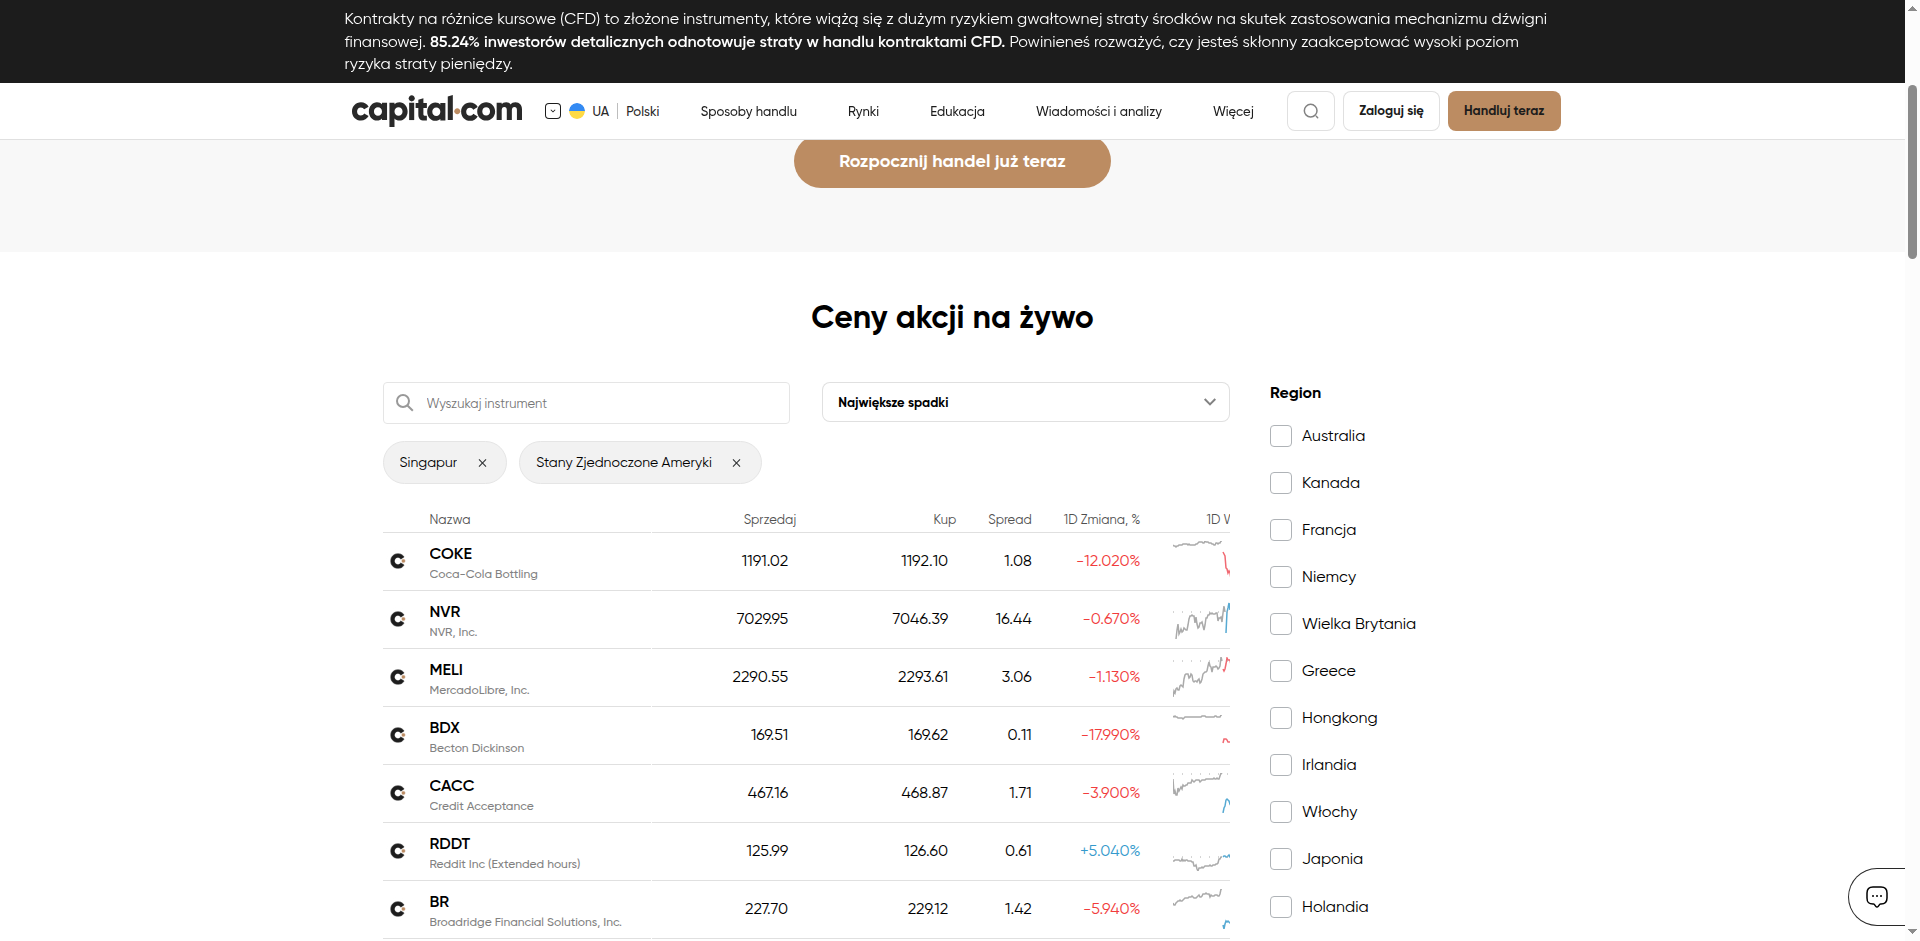 Kontrakty na różnice kursowe (CFD) to złożone instrumenty, które wiążą się z dużym ryzykiem gwałtownej straty środków na skutek zastosowania mechanizmu dźwigni
finansowej. 85.24% inwestorów detalicznych odnotowuje straty w handlu kontraktami CFD. Powinieneś rozważyć, czy jesteś skłonny zaakceptować wysoki poziom
ryzyka straty pieniędzy.
capital.com UA Polski Sposoby handlu Rynki Edukacja Wiadomości i analizy Więcej Zaloguj się Handluj teraz
Rozpocznij handel już teraz
Ceny akcji na żywo
Wyszukaj instrument Największe spadki
Singapur Stany Zjednoczone Ameryki
Nazwa Sprzedaj Kup Spread 1D Zmiana, % 1D W
COKE 1191.02 1192.10 1.08 -12.020%
Coca-Cola Bottling
NVR 7029.95 7046.39 16.44 -0.670%
NVR, Inc.
MELI 2290.55 2293.61 3.06 -1.130%
MercadoLibre, Inc.
BDX 169.51 169.62 0.11 -17.990%
Becton Dickinson
CACC 467.16 468.87 1.71 -3.900%
Credit Acceptance
RDDT 125.99 126.60 0.61 +5.040%
Reddit Inc (Extended hours)
BR 227.70 229.12 1.42 -5.940%
Broadridge Financial Solutions, Inc.
Region
Australia
Kanada
Francja
Niemcy
Wielka Brytania
Greece
Hongkong
Irlandia
Włochy
Japonia
Holandia